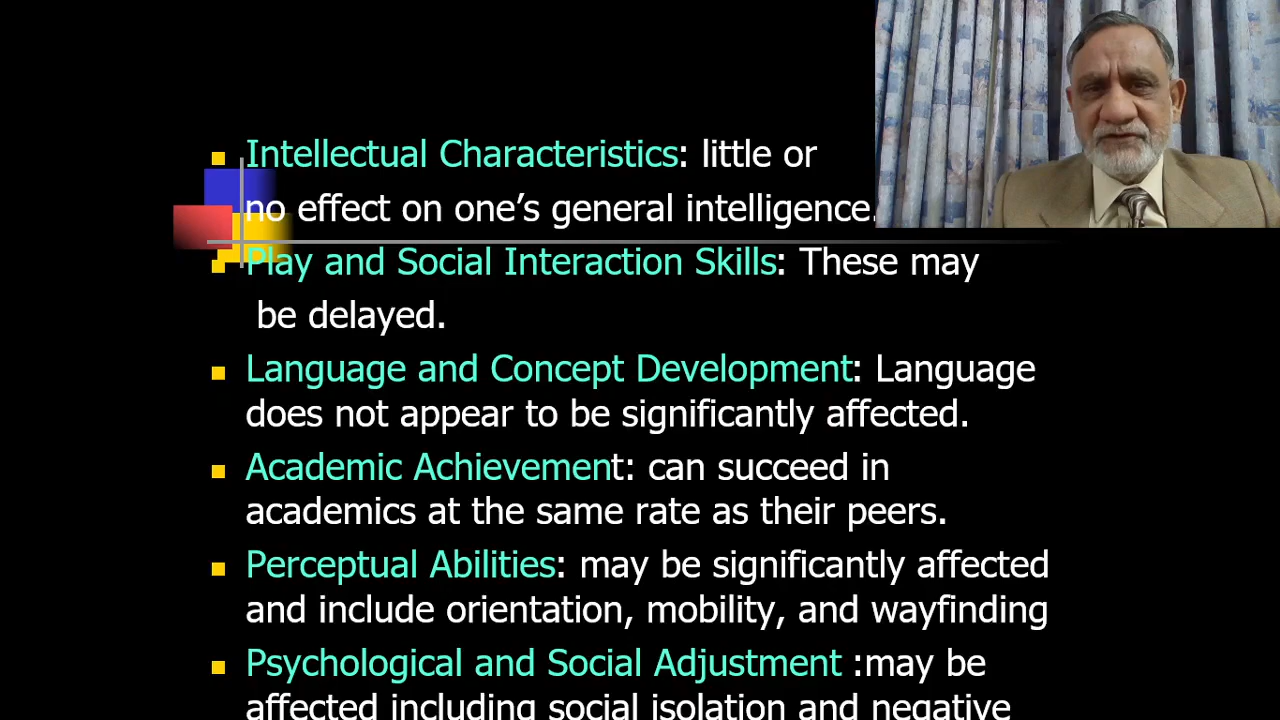 Intellectual Characteristics: little or
no effect on one’s general intelligence.
Play and Social Interaction Skills: These may
be delayed.
Language and Concept Development: Language
does not appear to be significantly affected.
Academic Achievement: can succeed in
academics at the same rate as their peers.
Perceptual Abilities: may be significantly affected
and include orientation, mobility, and wayfinding
Psychological and Social Adjustment :may be
affected including social isolation and negative